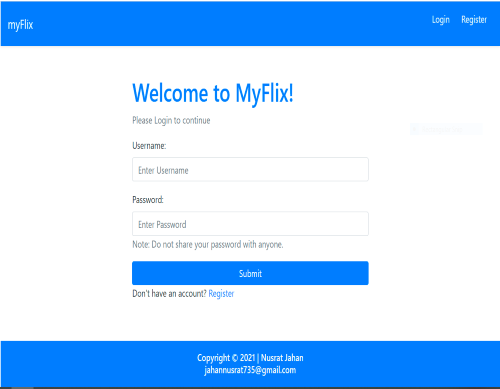 myFlix
Login Register
Welcome to MyFlix!
Please Login to continue
Username:
Enter Username
Password:
Enter Password
Note: Do not share your password with anyone.
Submit
Don't have an account? Register
Copyright © 2021 | Nusrat Jahan
jahannusrat735@gmail.com